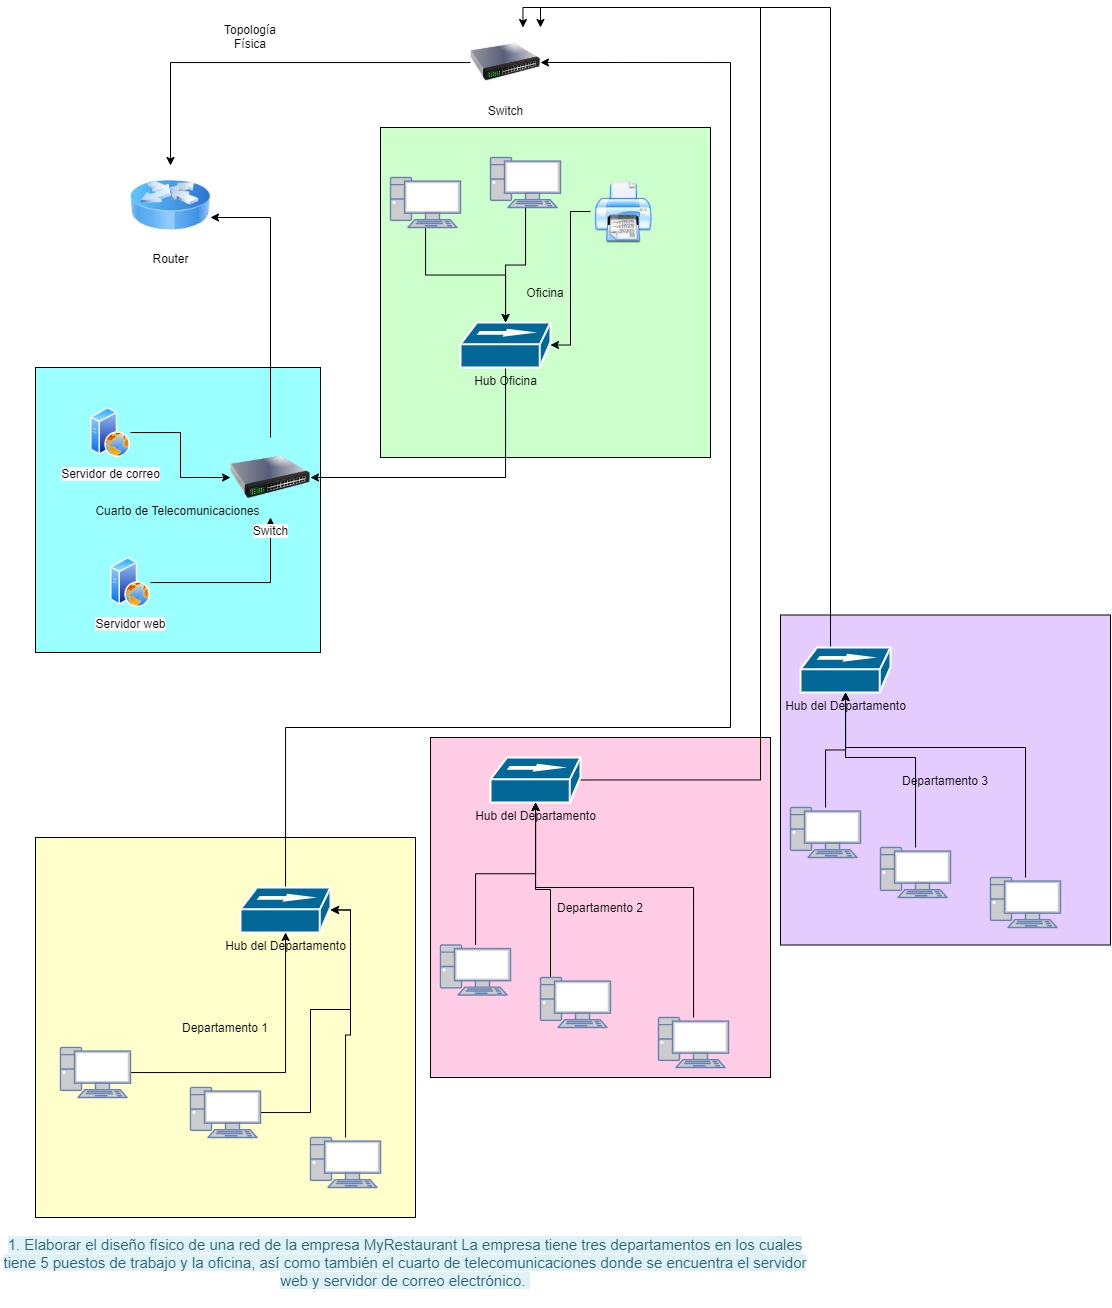 Topología
Física
Switch
Router
Oficina
Hub Oficina
Servidor de correo
Cuarto de Telecomunicaciones
Switch
Servidor web
Hub del Departamento
Departamento 3
Hub del Departamento
Departamento 2
Hub del Departamento
Departamento 1
1. Elaborar el diseño físico de una red de la empresa MyRestaurant La empresa tiene tres departamentos en los cuales
tiene 5 puestos de trabajo y la oficina, así como también el cuarto de telecomunicaciones donde se encuentra el servidor
web y servidor de correo electrónico.